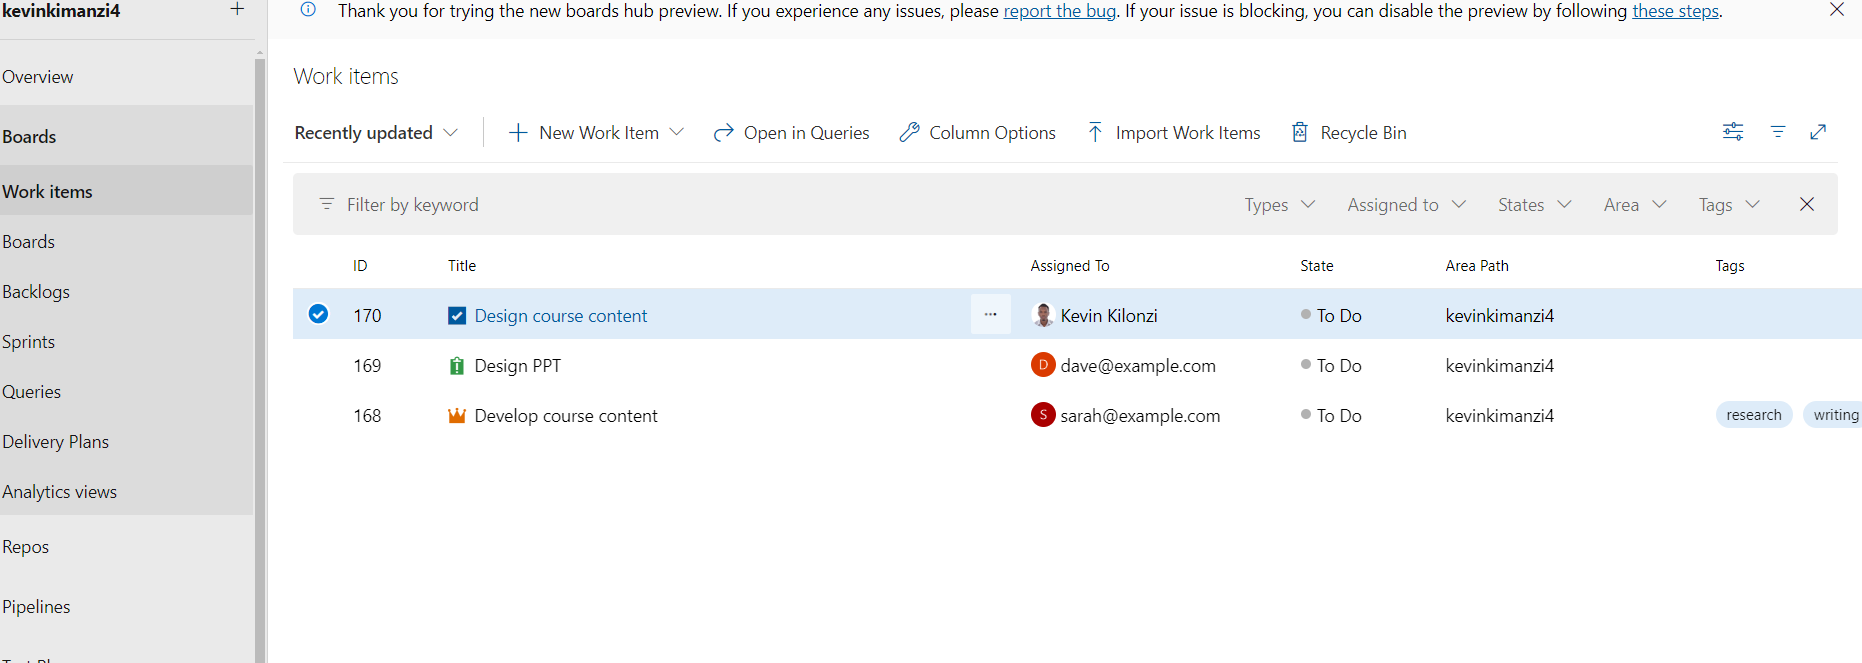 kevinkimanzi4
Thank you for trying the new boards hub preview. If you experience any issues, please report the bug. If your issue is blocking, you can disable the preview by following these steps.
Overview
Boards
Work items
Boards
Backlogs
Sprints
Queries
Delivery Plans
Analytics views
Repos
Pipelines
Work items
Recently updated New Work Item Open in Queries Column Options Import Work Items Recycle Bin
Filter by keyword Types Assigned to States Area Tags
ID Title Assigned To State Area Path Tags
170 Design course content ... Kevin Kilonzi To Do kevinkimanzi4
169 Design PPT D dave@example.com To Do kevinkimanzi4
168 Develop course content S sarah@example.com To Do kevinkimanzi4 research writing